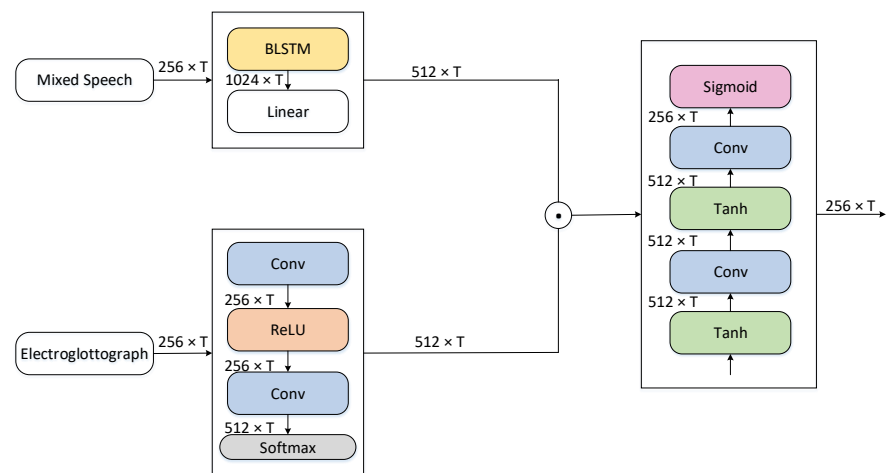 Mixed Speech
256 × T
BLSTM
1024 × T
Linear
512 × T
Electroglottograph
256 × T
Conv
256 × T
ReLU
256 × T
Conv
512 × T
Softmax
512 × T
Sigmoid
256 × T
Conv
512 × T
Tanh
512 × T
Conv
512 × T
Tanh
256 × T